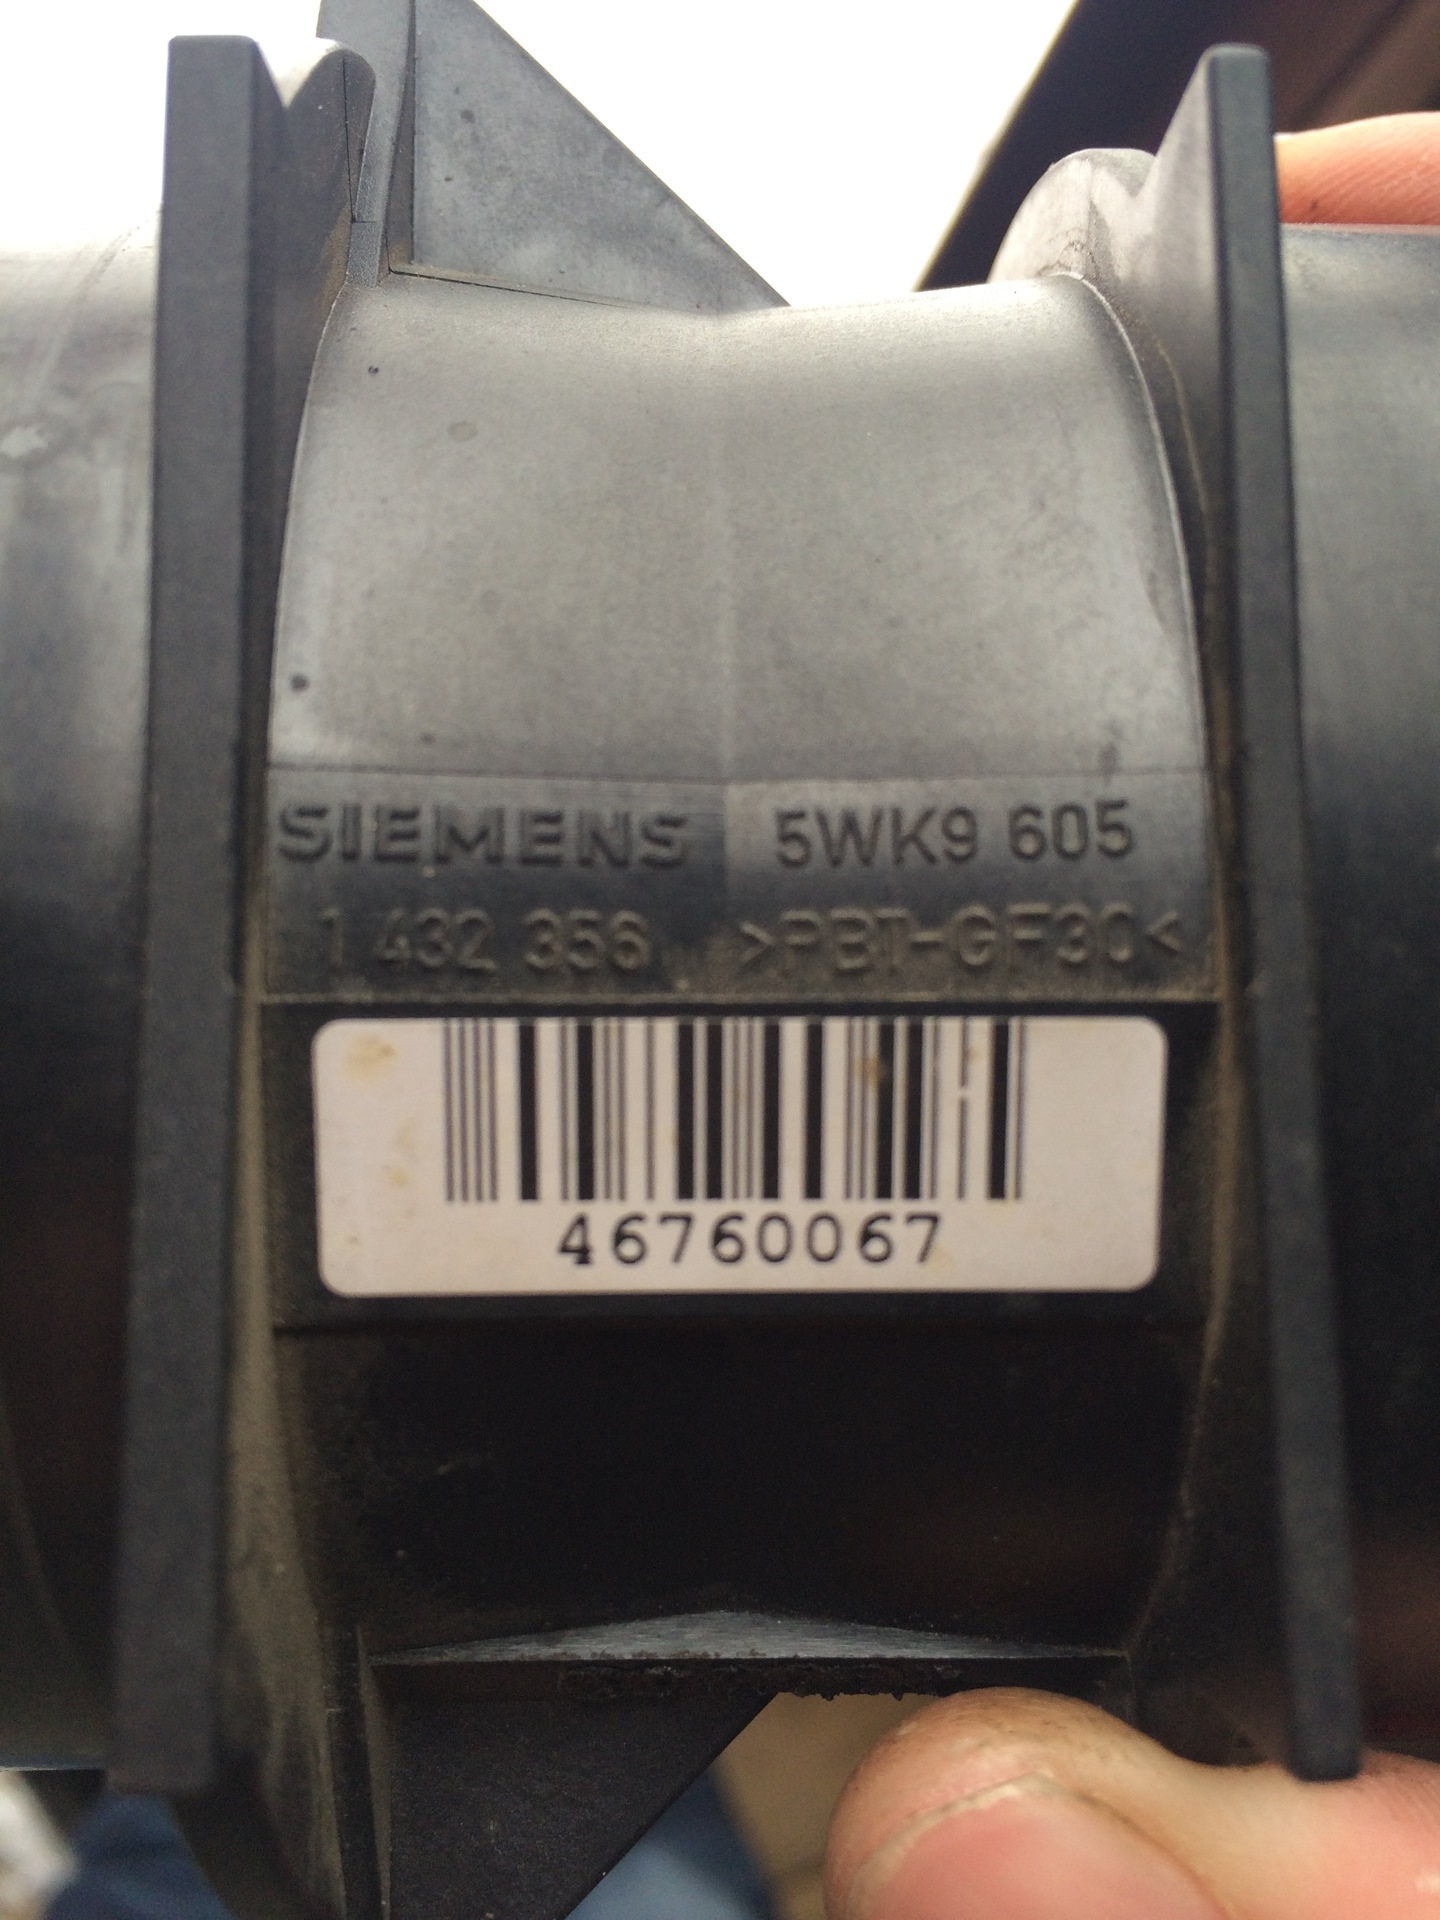 SIEMENS 5WK9 605
1 432 356 >PBT-GF30<
46760067